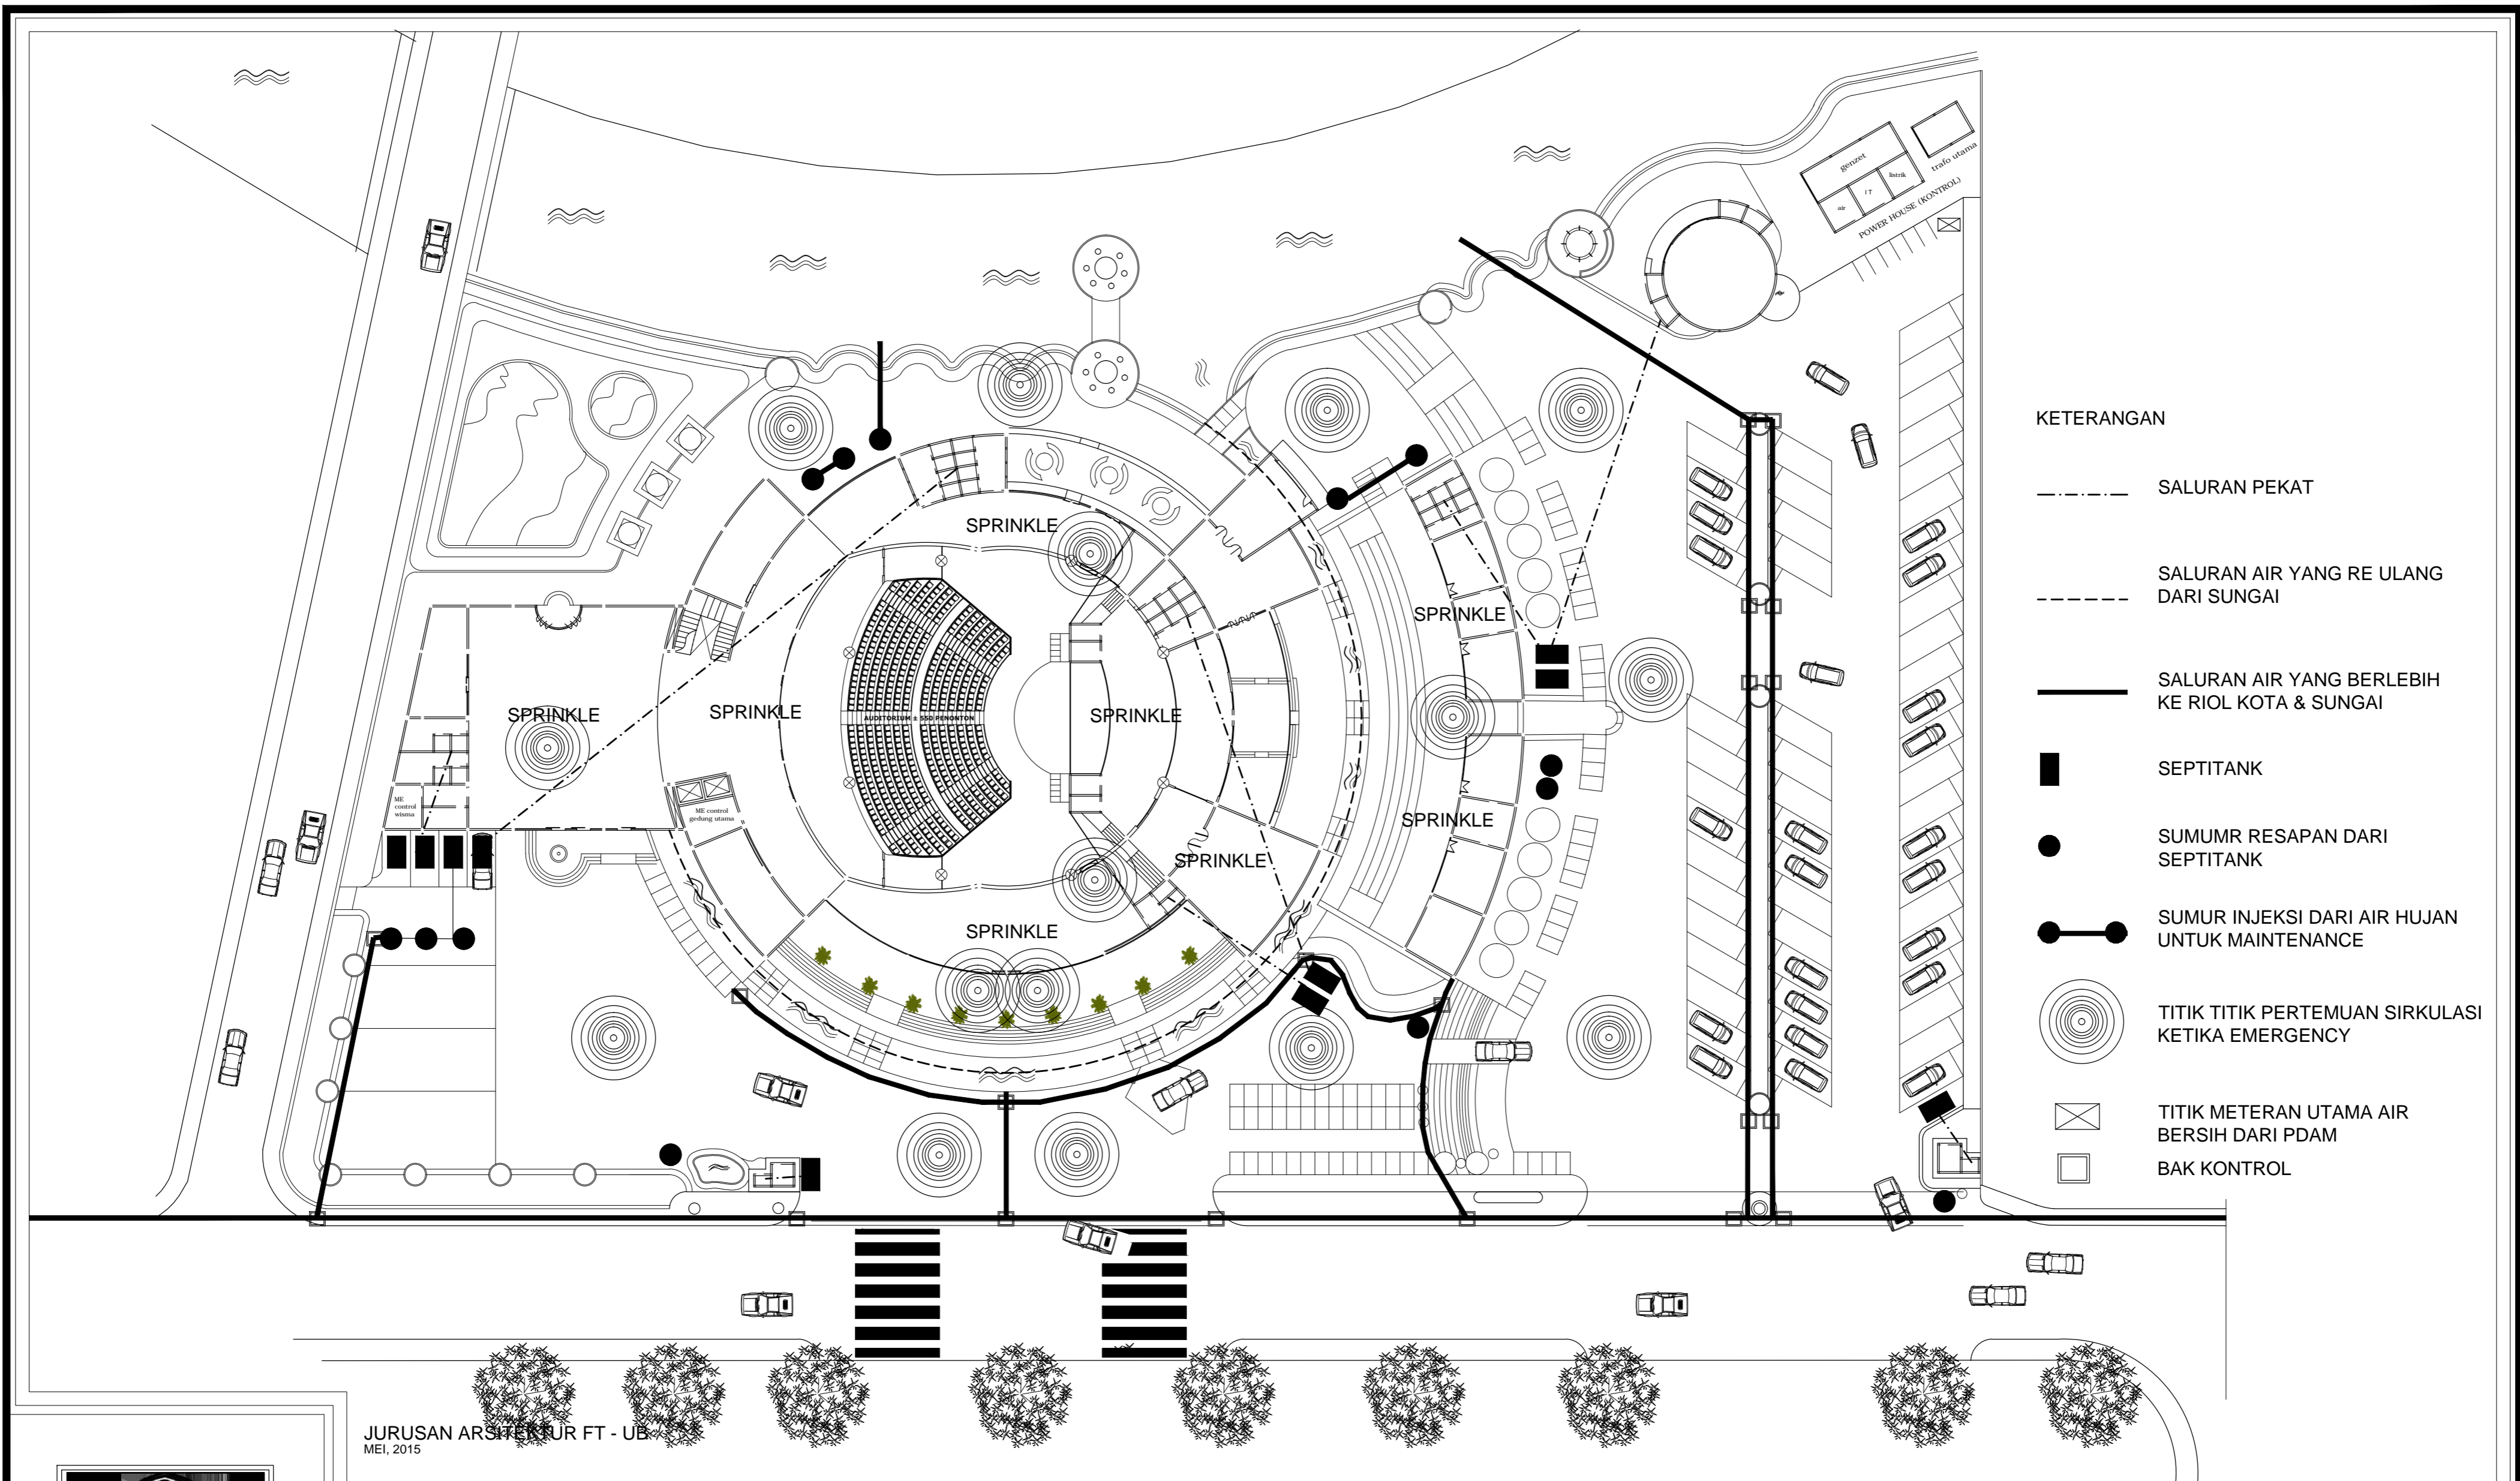 genzet
trafo utama
listrik
I T
air
POWER HOUSE (KONTROL)
KETERANGAN
SALURAN PEKAT
SALURAN AIR YANG RE ULANG
DARI SUNGAI
SALURAN AIR YANG BERLEBIH
KE RIOL KOTA & SUNGAI
SEPTITANK
SUMUMR RESAPAN DARI
SEPTITANK
SUMUR INJEKSI DARI AIR HUJAN
UNTUK MAINTENANCE
TITIK TITIK PERTEMUAN SIRKULASI
KETIKA EMERGENCY
TITIK METERAN UTAMA AIR
BERSIH DARI PDAM
BAK KONTROL
SPRINKLE
SPRINKLE
SPRINKLE
SPRINKLE
AUDITORIUM ± 550 PENONTON
SPRINKLE
SPRINKLE
SPRINKLE
SPRINKLE
ME
control
wisma
ME control
gedung utama
JURUSAN ARSITEKTUR FT - UB
MEI, 2015